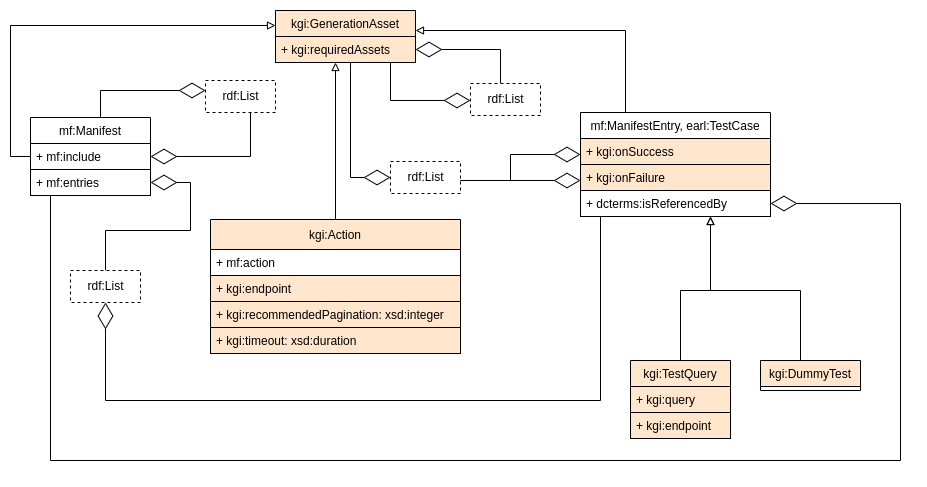 kgi:GenerationAsset
+ kgi:requiredAssets
rdf:List
rdf:List
mf:Manifest
+ mf:include
+ mf:entries
mf:ManifestEntry, earl:TestCase
+ kgi:onSuccess
+ kgi:onFailure
+ dcterms:isReferencedBy
rdf:List
kgi:Action
+ mf:action
+ kgi:endpoint
+ kgi:recommendedPagination: xsd:integer
+ kgi:timeout: xsd:duration
rdf:List
kgi:TestQuery
+ kgi:query
+ kgi:endpoint
kgi:DummyTest